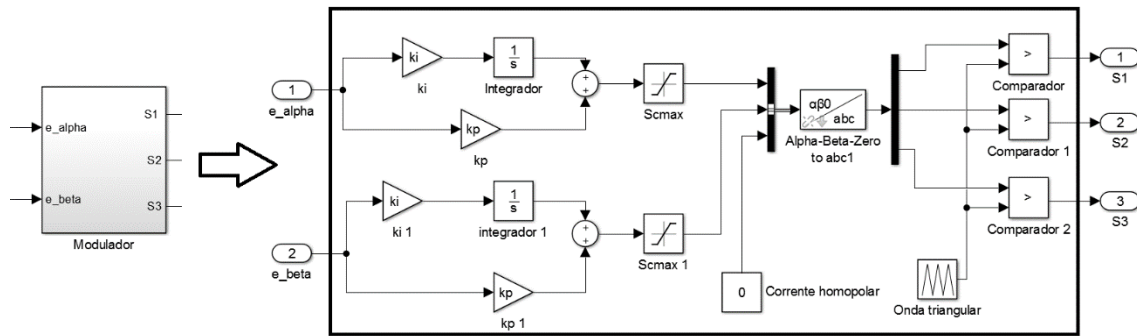 e_alpha
e_beta
S1
S2
S3
Modulador
1
e_alpha
ki
ki
1
s
Integrador
kp
kp
+
+
Scmax
2
e_beta
ki
ki 1
1
s
integrador 1
kp
kp 1
+
+
Scmax 1
0
Corrente homopolar
αβ0
abc
Alpha-Beta-Zero
to abc1
>
Comparador
>
Comparador 1
>
Comparador 2
Onda triangular
1
S1
2
S2
3
S3